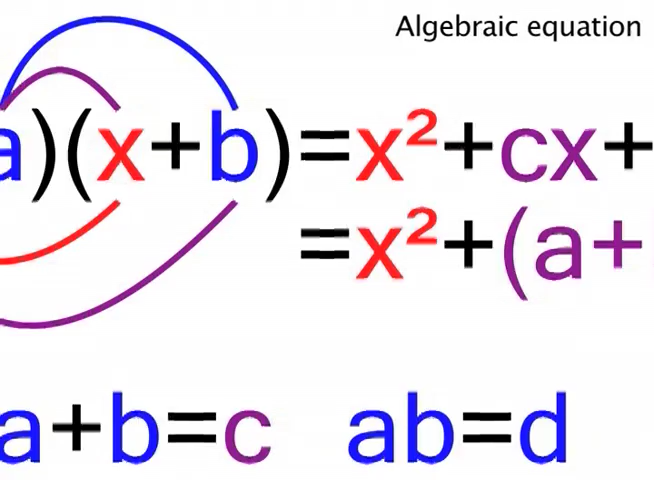 Algebraic equation
a)(x+b)=x²+cx+
=x²+(a+
a+b=c ab=d